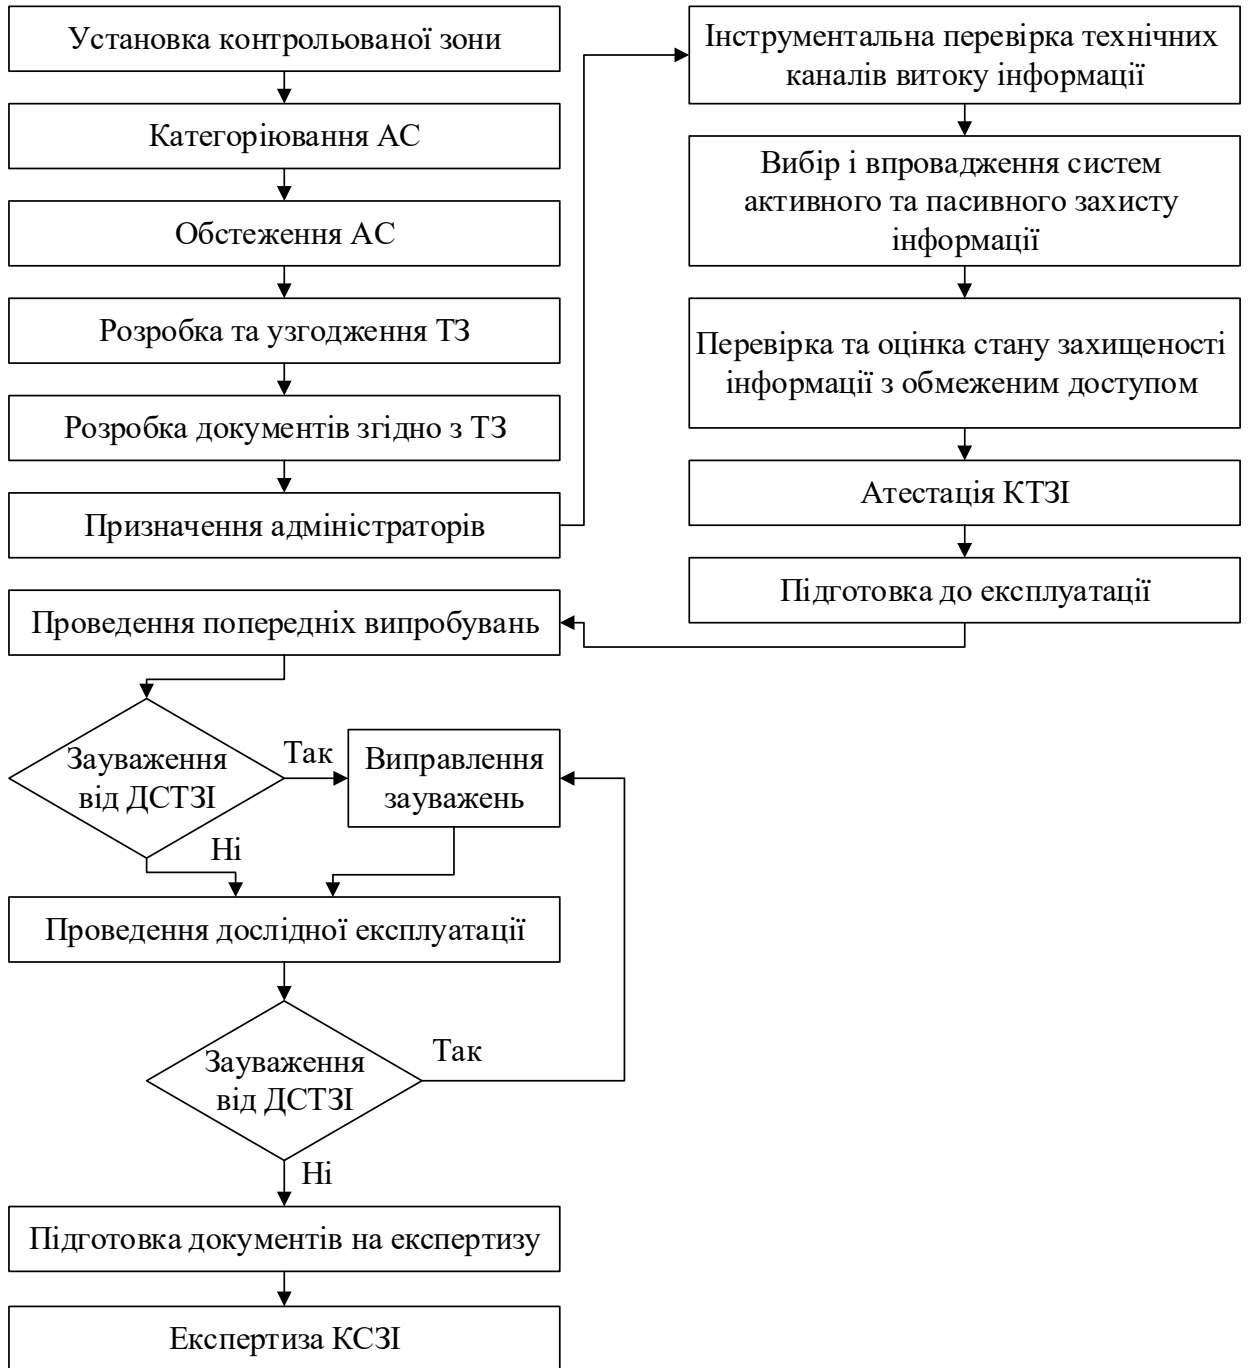 Установка контрольованої зони
Категоріювання АС
Обстеження АС
Розробка та узгодження ТЗ
Розробка документів згідно з ТЗ
Призначення адміністраторів
Інструментальна перевірка технічних
каналів витоку інформації
Вибір і впровадження систем
активного та пасивного захисту
інформації
Перевірка та оцінка стану захищеності
інформації з обмеженим доступом
Атестація КТЗІ
Підготовка до експлуатації
Проведення попередніх випробувань
Зауваження
від ДСТЗІ
Так
Виправлення
зауважень
Ні
Проведення дослідної експлуатації
Зауваження
від ДСТЗІ
Так
Ні
Підготовка документів на експертизу
Експертиза КСЗІ